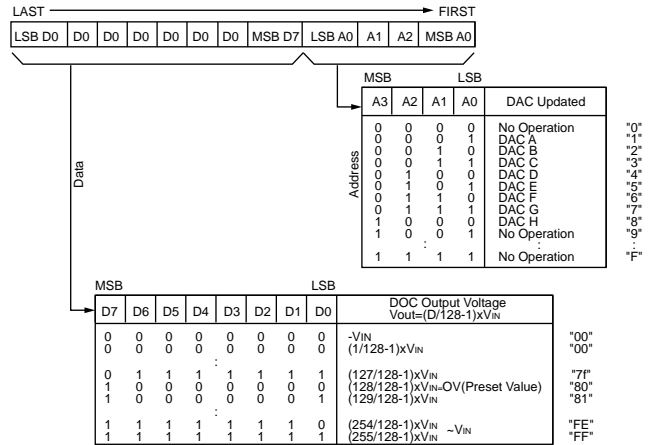 LAST FIRST
LSB D0 D0 D0 D0 D0 D0 MSB D7 LSB A0 A1 A2 MSB A0
MSB LSB
A3 A2 A1 A0 DAC Updated
0 0 0 0 No Operation "0"
0 0 0 1 DAC A "1"
0 0 1 0 DAC B "2"
0 0 1 1 DAC C "3"
0 1 0 0 DAC D "4"
0 1 0 1 DAC E "5"
0 1 1 0 DAC F "6"
0 1 1 1 DAC G "7"
1 0 0 0 DAC H "8"
1 0 0 1 No Operation "9"
: : :
1 1 1 1 No Operation "F"
Address
Data
MSB LSB
D7 D6 D5 D4 D3 D2 D1 D0 DOC Output Voltage
Vout=(D/128-1)xVIN
0 0 0 0 0 0 0 0 -VIN "00"
0 0 0 0 0 0 0 0 (1/128-1)xVIN "00"
:
0 1 1 1 1 1 1 1 (127/128-1)xVIN "7f"
1 0 0 0 0 0 0 0 (128/128-1)xVIN=OV(Preset Value) "80"
1 0 0 0 0 0 0 1 (129/128-1)xVIN "81"
:
1 1 1 1 1 1 1 0 (254/128-1)xVIN "FE"
1 1 1 1 1 1 1 1 (255/128-1)xVIN ~VIN "FF"